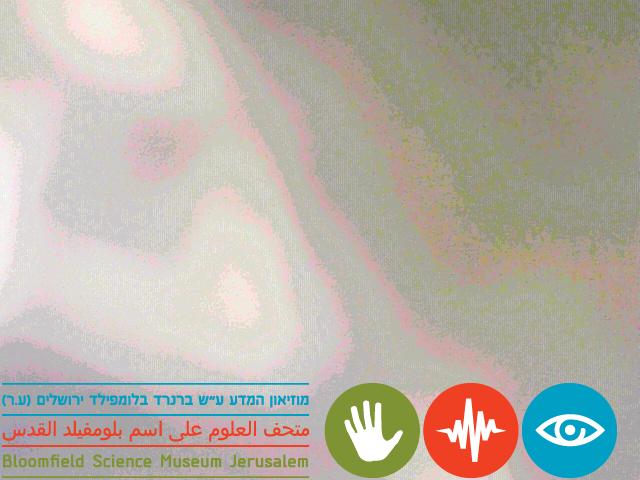 מוזיאון המדע ע״ש ברנרד בלומפילד ירושלים (ע.ר)
متحف العلوم على اسم بلومفيلد القدس
Bloomfield Science Museum Jerusalem